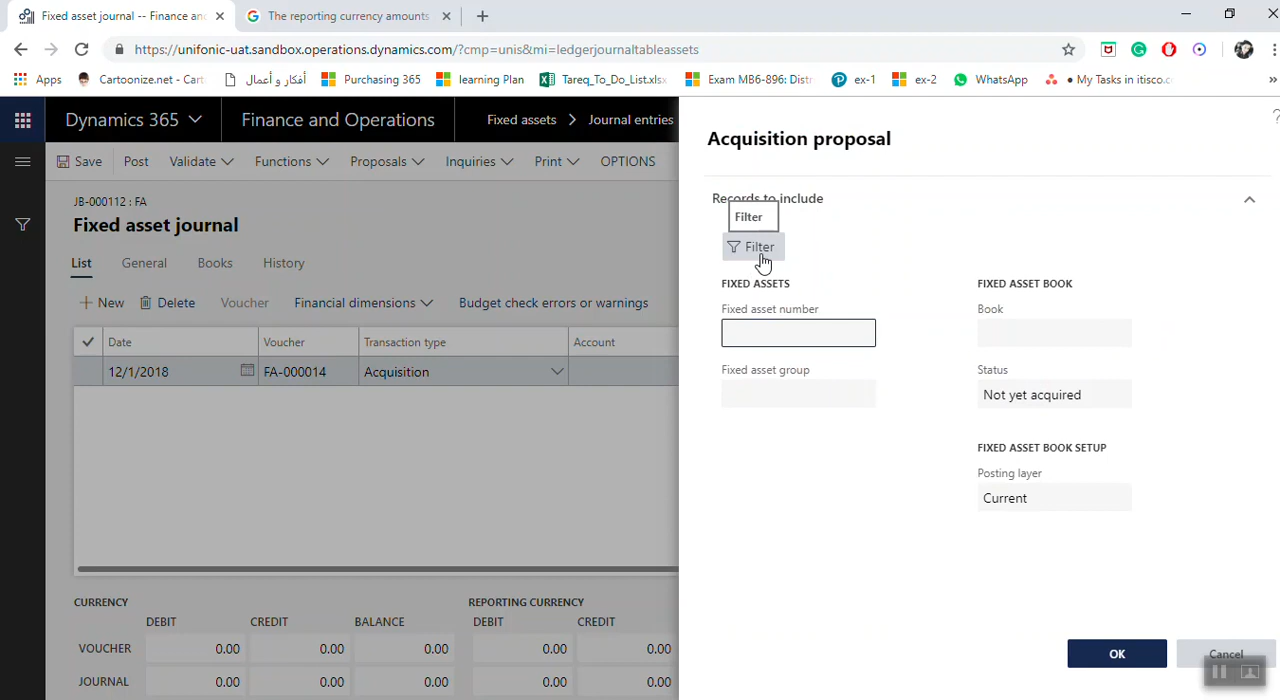 Fixed asset journal -- Finance and
The reporting currency amounts
https://unifonic-uat.sandbox.operations.dynamics.com/?cmp=unis&mi=ledgerjournaltableassets
Apps Cartoonize.net - Cart أفكار و أعمال Purchasing 365 learning Plan Tareq_To_Do_List.xlsx Exam MB6-896: Distr ex-1 ex-2 WhatsApp • My Tasks in itisco.c »
Dynamics 365 Finance and Operations Fixed assets > Journal entries
Save Post Validate Functions Proposals Inquiries Print OPTIONS
JB-000112 : FA
Fixed asset journal
List General Books History
+ New Delete Voucher Financial dimensions Budget check errors or warnings
Date Voucher Transaction type Account
12/1/2018 FA-000014 Acquisition
CURRENCY REPORTING CURRENCY
DEBIT CREDIT BALANCE DEBIT CREDIT
VOUCHER 0.00 0.00 0.00 0.00 0.00
JOURNAL 0.00 0.00 0.00 0.00 0.00
?
Acquisition proposal
Records to include
Filter
Filter
FIXED ASSETS
Fixed asset number
Fixed asset group
FIXED ASSET BOOK
Book
Status
Not yet acquired
FIXED ASSET BOOK SETUP
Posting layer
Current
OK Cancel